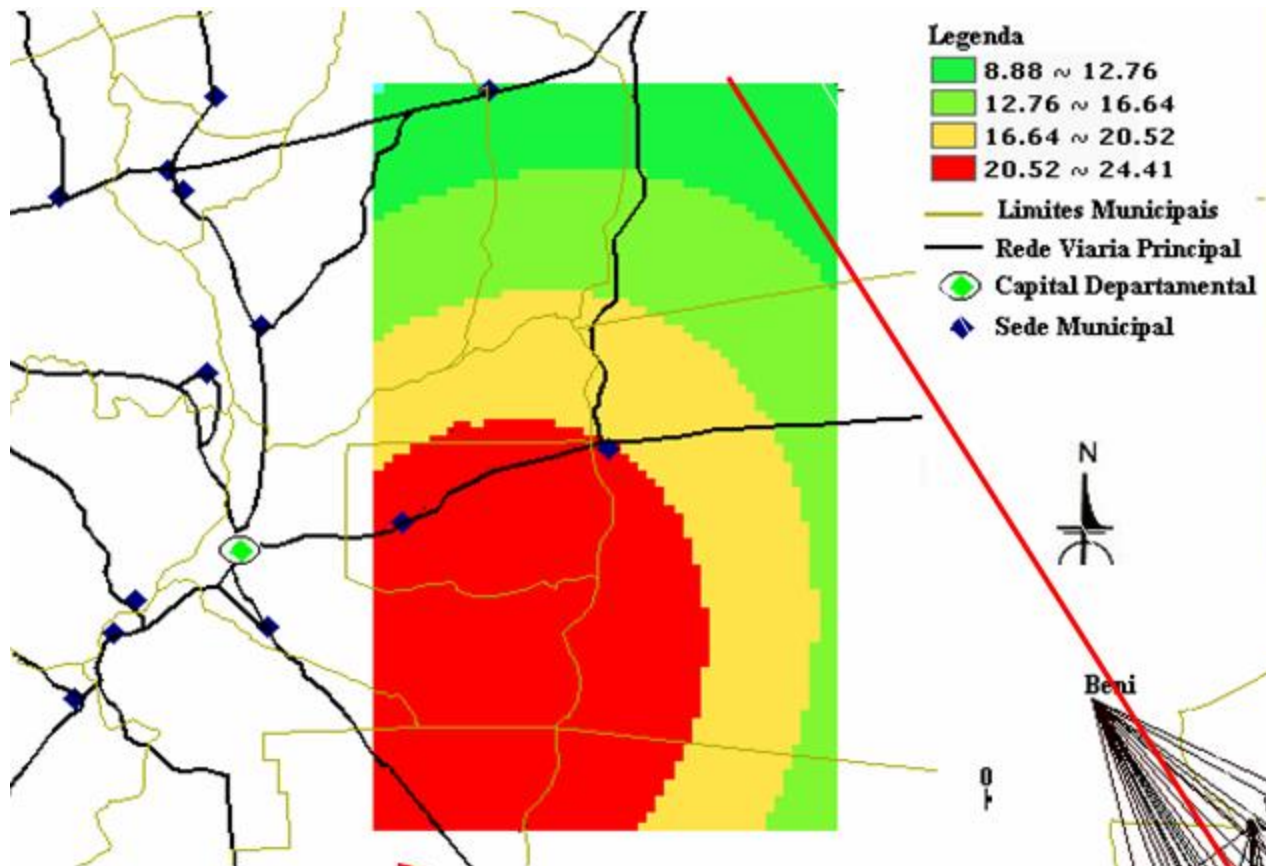 Legenda
8.88 ~ 12.76
12.76 ~ 16.64
16.64 ~ 20.52
20.52 ~ 24.41
Limites Municipais
Rede Viaria Principal
Capital Departamental
Sede Municipal
N
Beni
0